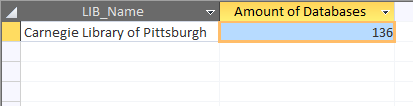 LIB_Name Amount of Databases
Carnegie Library of Pittsburgh 136